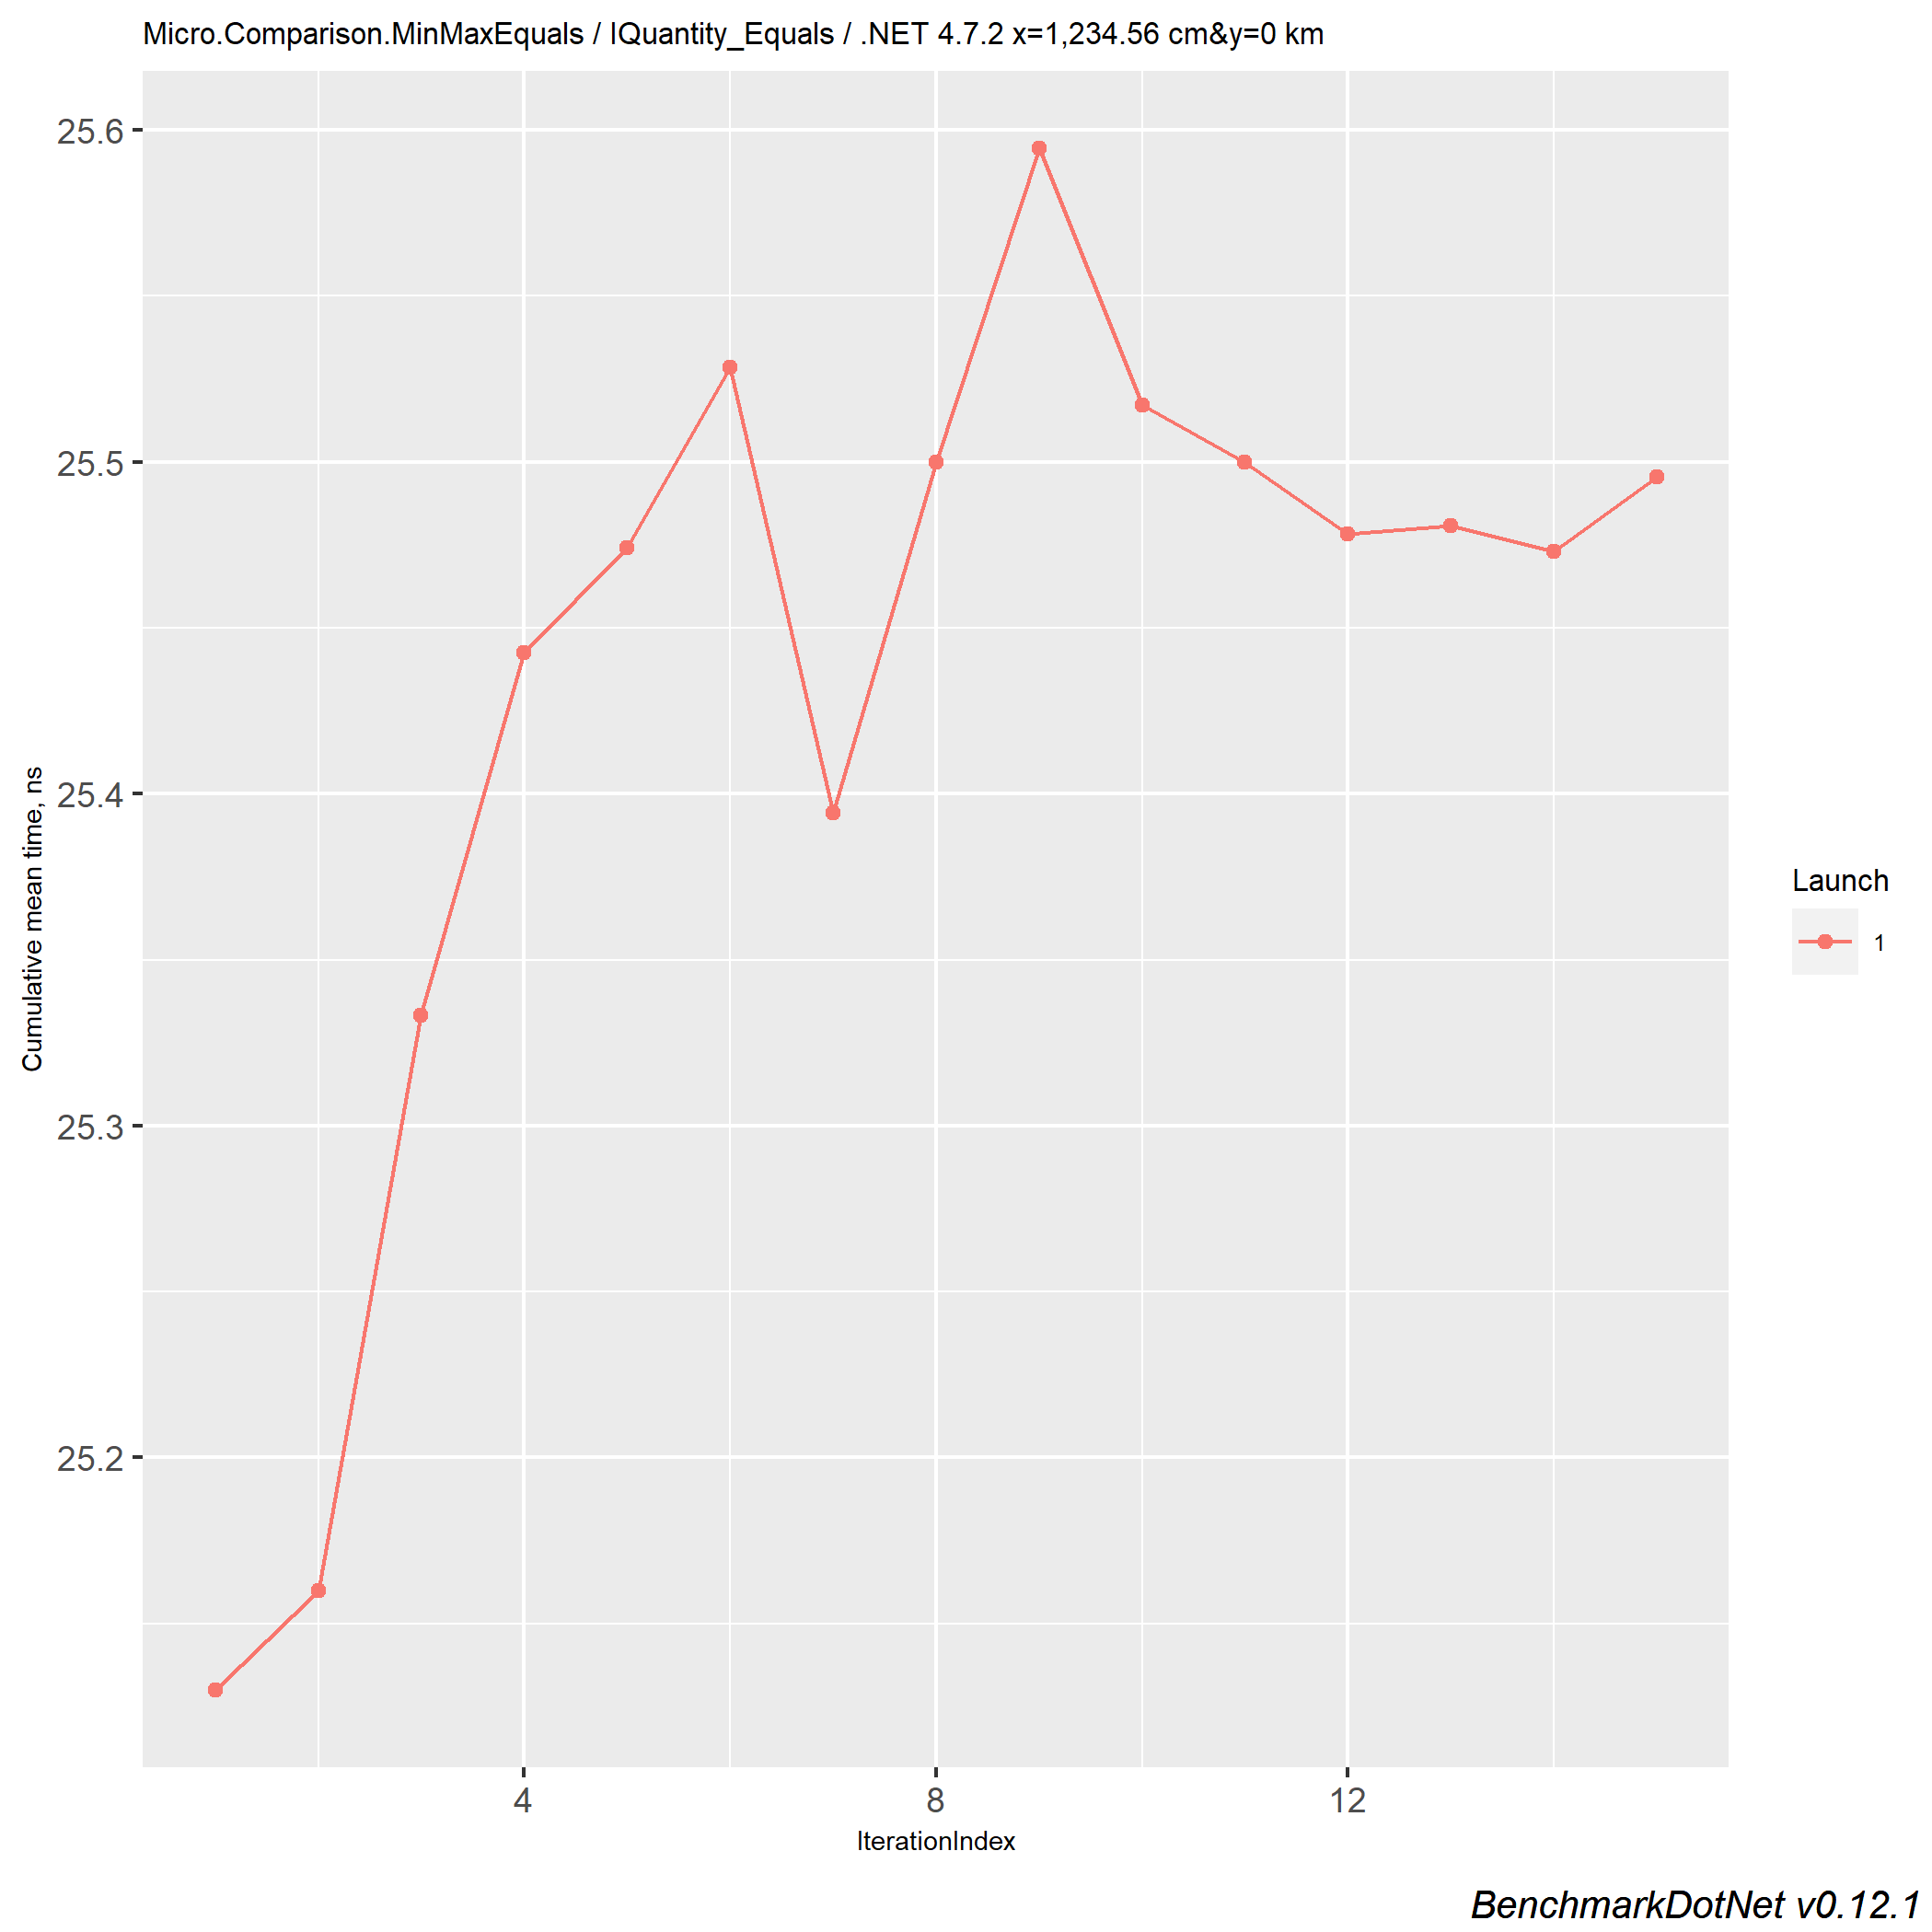 Micro.Comparison.MinMaxEquals / IQuantity_Equals / .NET 4.7.2 x=1,234.56 cm&y=0 km
25.6
25.5
25.4
25.3
25.2
Cumulative mean time, ns
4
8
12
IterationIndex
Launch
1
BenchmarkDotNet v0.12.1